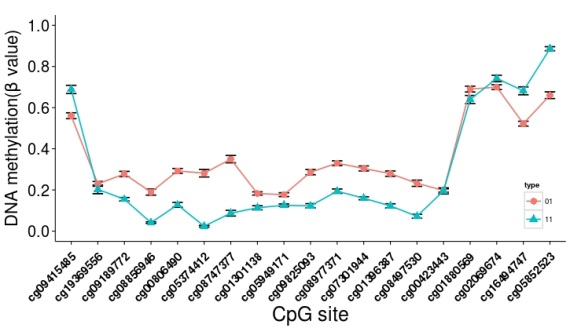 DNA methylation(β value)
1.0
0.8
0.6
0.4
0.2
0.0
type
01
11
cg09415485
cg19369556
cg09189772
cg08856946
cg00806490
cg05374412
cg08747377
cg01301138
cg05949171
cg09825093
cg08977371
cg07301944
cg01396387
cg08497530
cg00423443
cg01880569
cg02069674
cg16494747
cg05852523
CpG site